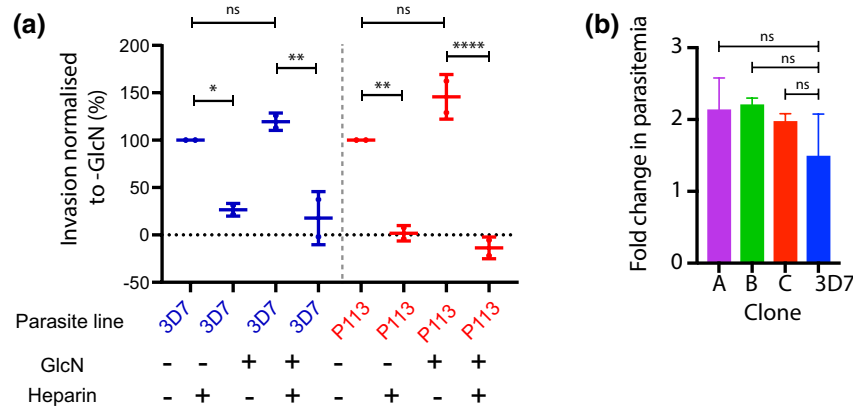 (a)
ns
ns
*
**
**
****
Invasion normalised
to -GlcN (%)
200
150
100
50
0
-50
Parasite line
3D7 3D7 3D7 3D7 P113 P113 P113 P113
GlcN - - + + - - + +
Heparin - + - + - + - +
(b)
ns
ns
ns
Fold change in parasitemia
3
2
1
0
A B C 3D7
Clone